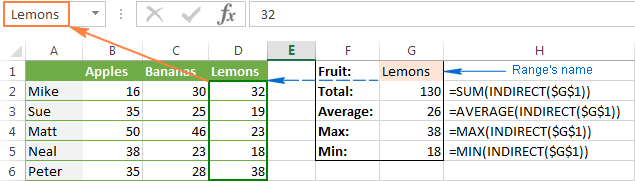 Lemons fx 32
A B C D E F G H
1 Apples Bananas Lemons Fruit: Lemons Range's name
2 Mike 16 30 32 Total: 130 =SUM(INDIRECT($G$1))
3 Sue 35 25 19 Average: 26 =AVERAGE(INDIRECT($G$1))
4 Matt 50 46 23 Max: 38 =MAX(INDIRECT($G$1))
5 Neal 38 23 18 Min: 18 =MIN(INDIRECT($G$1))
6 Peter 35 28 38